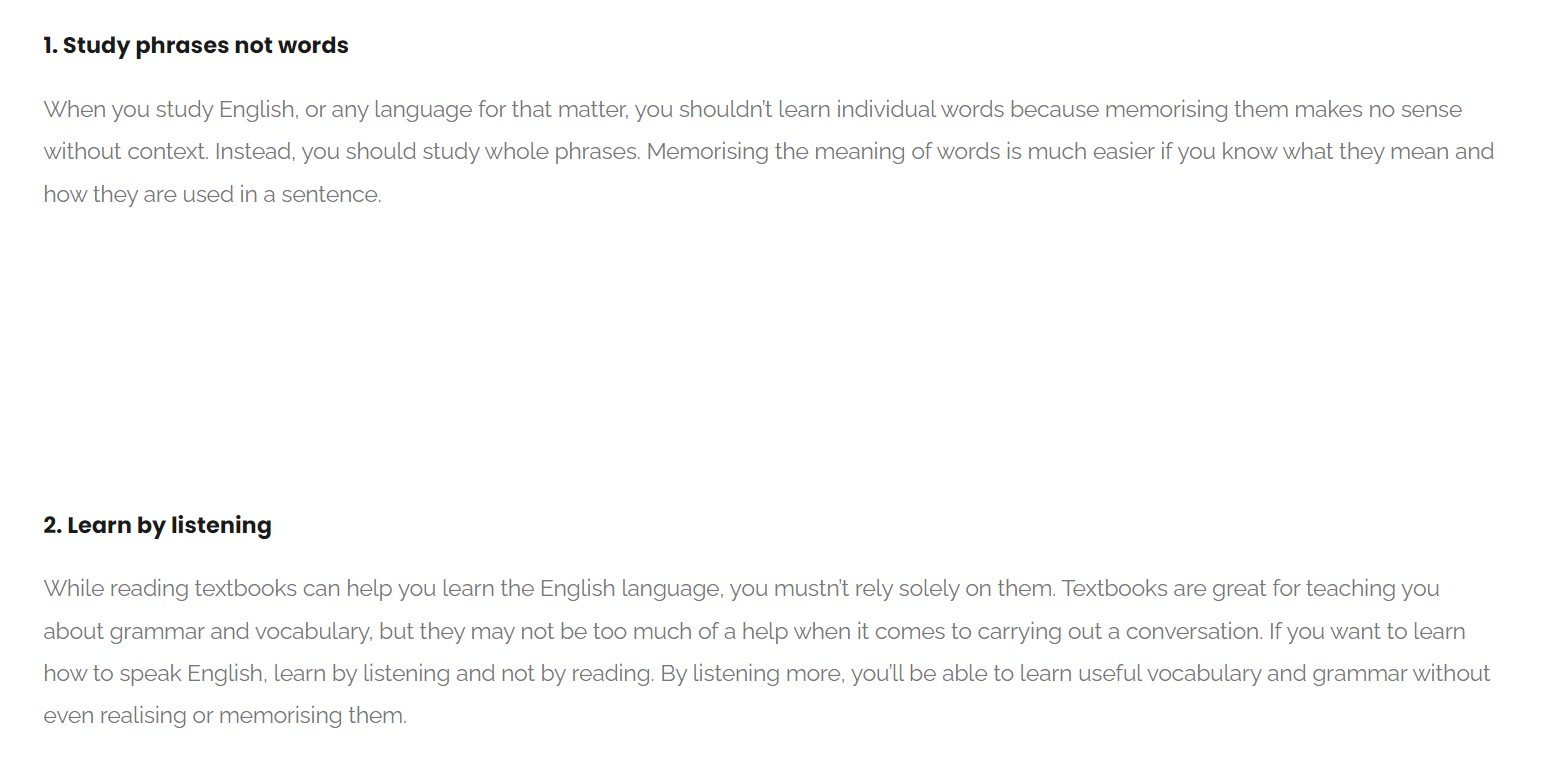 1. Study phrases not words
When you study English, or any language for that matter, you shouldn't learn individual words because memorising them makes no sense
without context. Instead, you should study whole phrases. Memorising the meaning of words is much easier if you know what they mean and
how they are used in a sentence.
2. Learn by listening
While reading textbooks can help you learn the English language, you mustn't rely solely on them. Textbooks are great for teaching you
about grammar and vocabulary, but they may not be too much of a help when it comes to carrying out a conversation. If you want to learn
how to speak English, learn by listening and not by reading. By listening more, you'll be able to learn useful vocabulary and grammar without
even realising or memorising them.